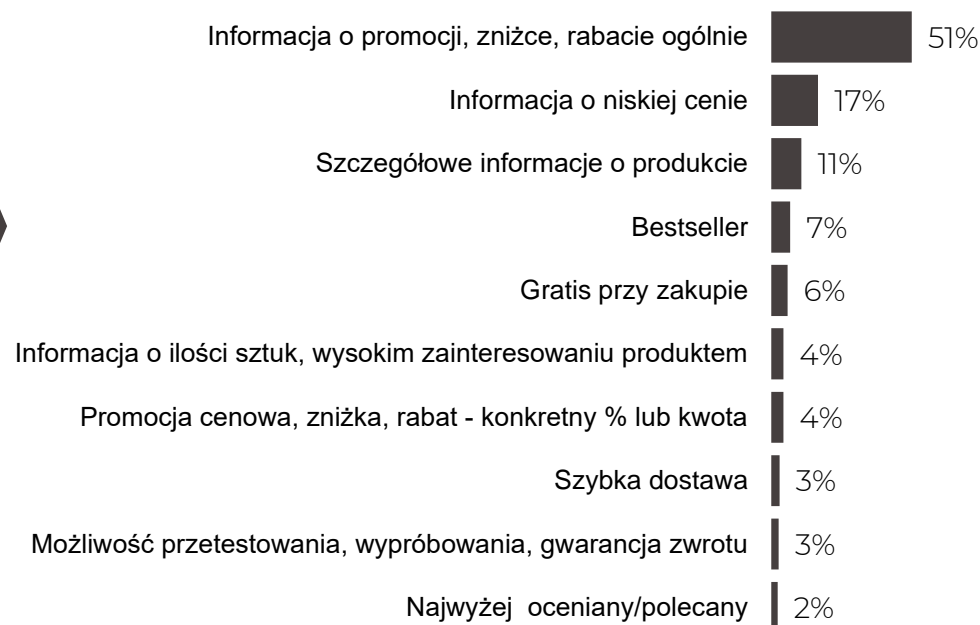 Informacja o promocji, zniżce, rabacie ogólnie 51%
Informacja o niskiej cenie 17%
Szczegółowe informacje o produkcie 11%
Bestseller 7%
Gratis przy zakupie 6%
Informacja o ilości sztuk, wysokim zainteresowaniu produktem 4%
Promocja cenowa, zniżka, rabat - konkretny % lub kwota 4%
Szybka dostawa 3%
Możliwość przetestowania, wypróbowania, gwarancja zwrotu 3%
Najwyżej oceniany/polecany 2%